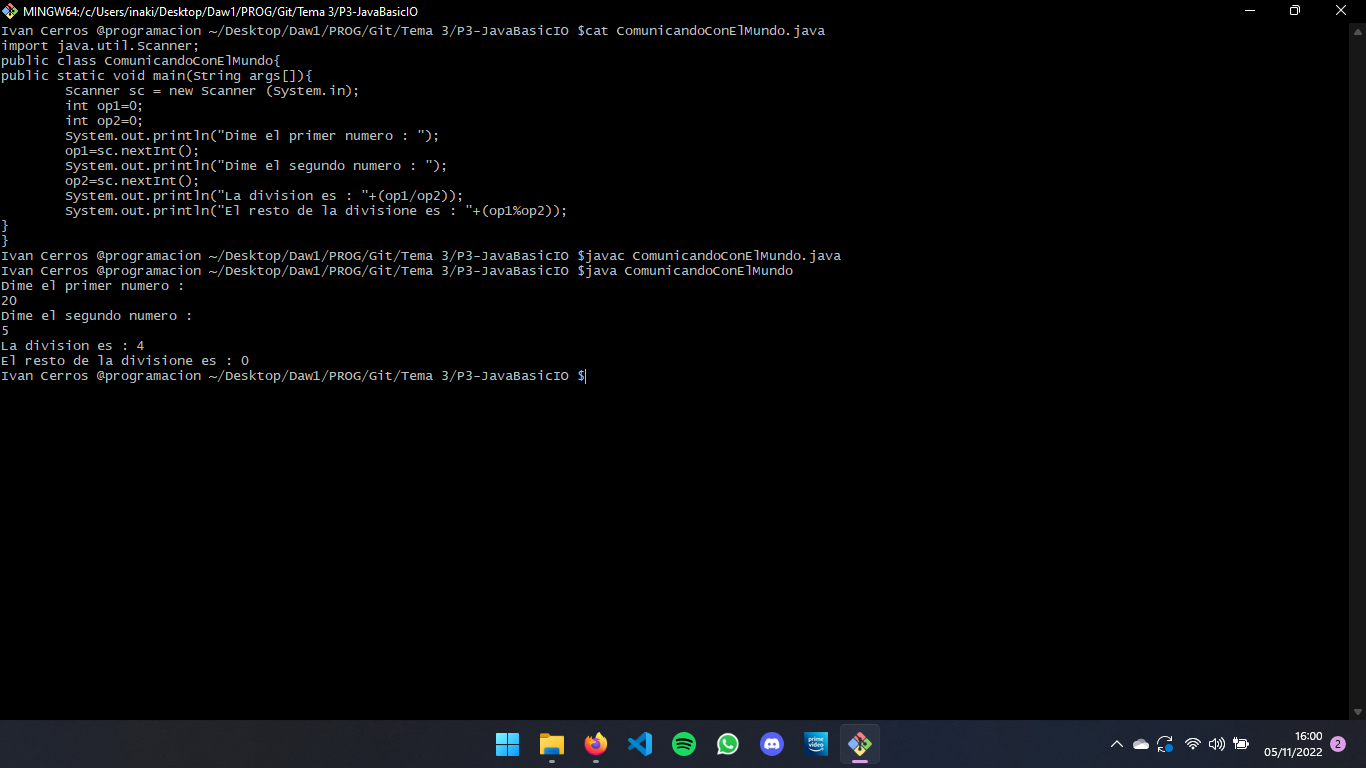 MINGW64:/c/Users/inaki/Desktop/Daw1/PROG/Git/Tema 3/P3-JavaBasicIO
Ivan Cerros @programacion ~/Desktop/Daw1/PROG/Git/Tema 3/P3-JavaBasicIO $cat ComunicandoConElMundo.java
import java.util.Scanner;
public class ComunicandoConElMundo{
public static void main(String args[]){
        Scanner sc = new Scanner (System.in);
        int op1=0;
        int op2=0;
        System.out.println("Dime el primer numero : ");
        op1=sc.nextInt();
        System.out.println("Dime el segundo numero : ");
        op2=sc.nextInt();
        System.out.println("La division es : "+(op1/op2));
        System.out.println("El resto de la divisione es : "+(op1%op2));
}
}
Ivan Cerros @programacion ~/Desktop/Daw1/PROG/Git/Tema 3/P3-JavaBasicIO $javac ComunicandoConElMundo.java
Ivan Cerros @programacion ~/Desktop/Daw1/PROG/Git/Tema 3/P3-JavaBasicIO $java ComunicandoConElMundo
Dime el primer numero :
20
Dime el segundo numero :
5
La division es : 4
El resto de la divisione es : 0
Ivan Cerros @programacion ~/Desktop/Daw1/PROG/Git/Tema 3/P3-JavaBasicIO $
prime
video
16:00
05/11/2022
2